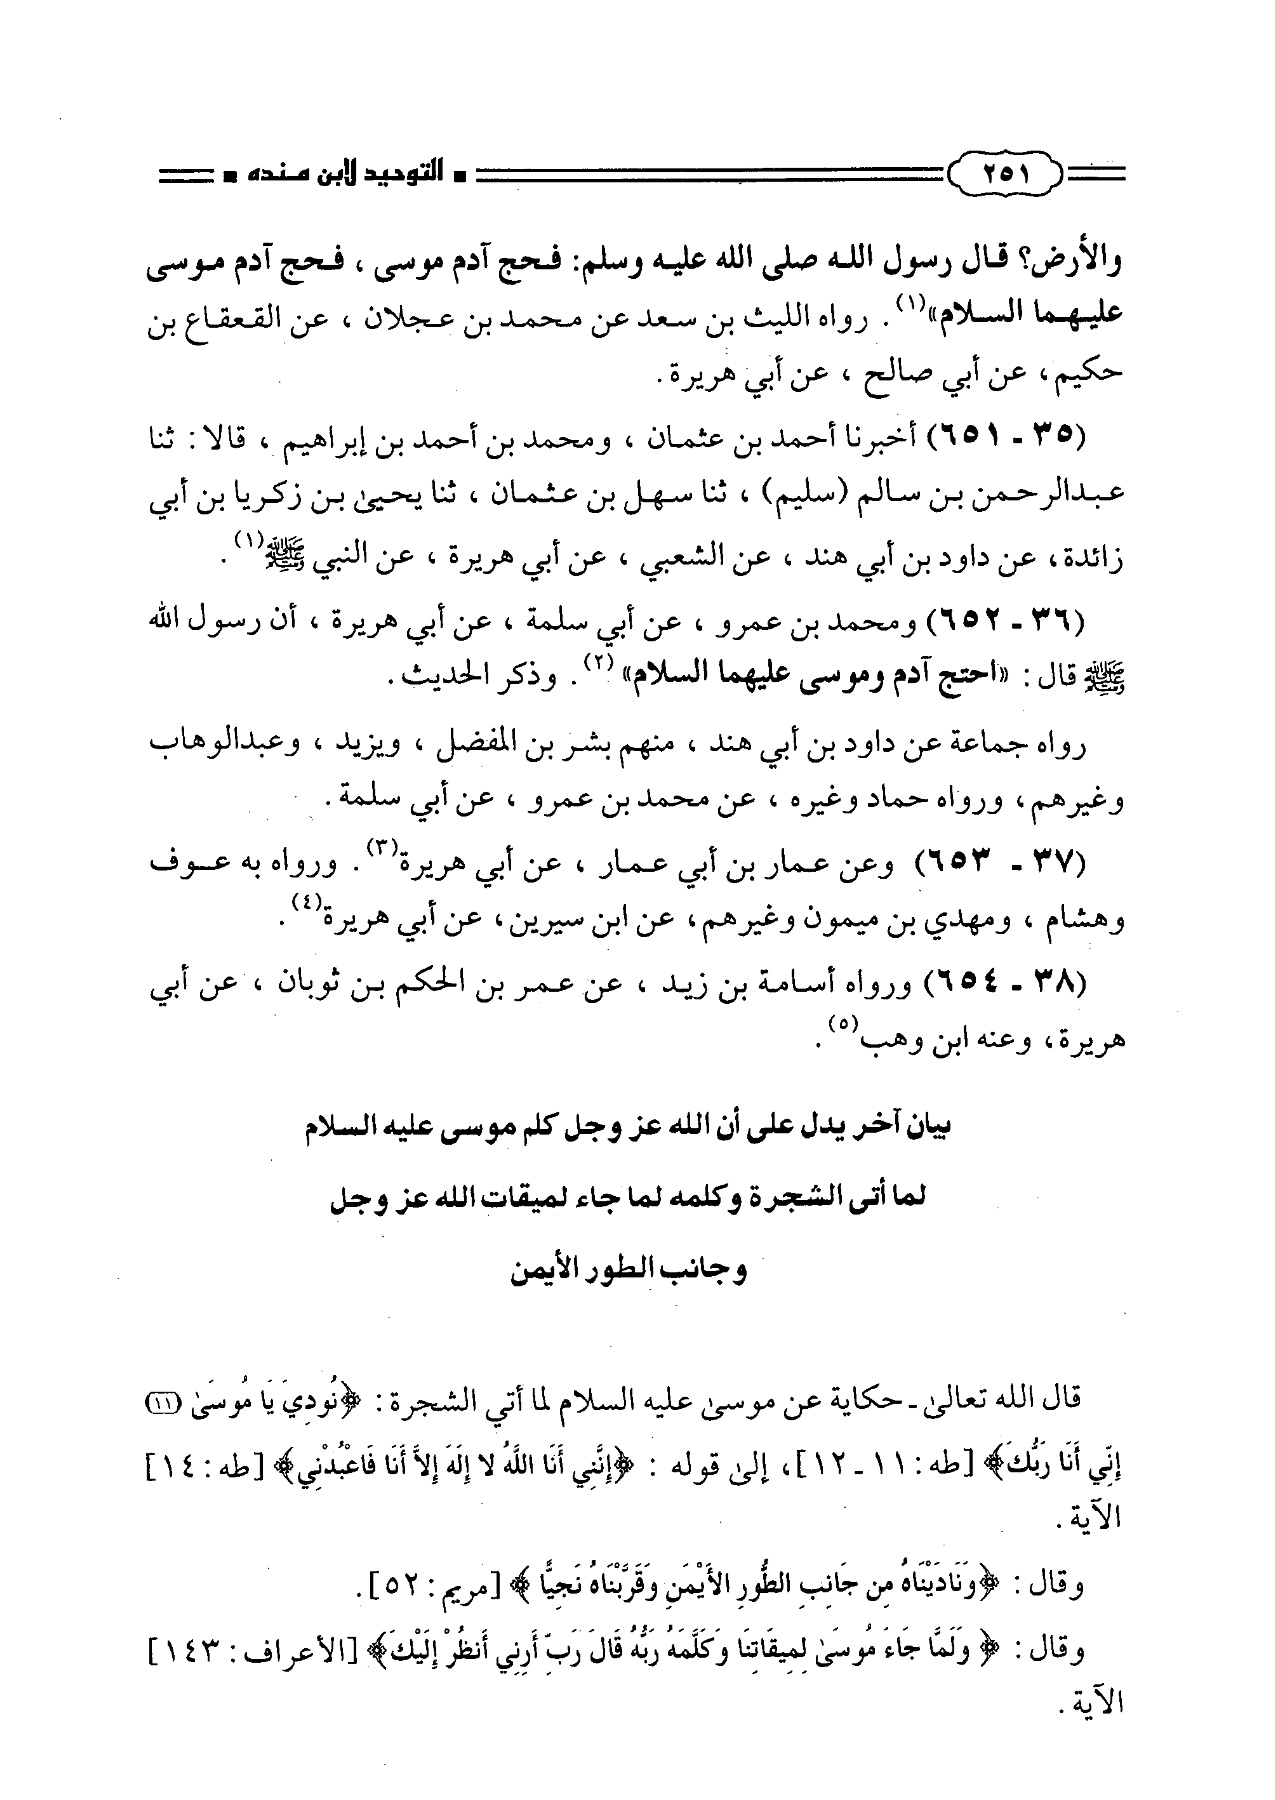 ٢٥١ ■ التوحيد لابن منده ■
والأرض؟ قال رسول الله صلى الله عليه وسلم: فحج آدم موسى ، فحج آدم موسى
عليهما السلام»(١). رواه الليث بن سعد عن محمد بن عجلان ، عن القعقاع بن
حكيم، عن أبي صالح ، عن أبي هريرة.
(٣٥ - ٦٥١) أخبرنا أحمد بن عثمان ، ومحمد بن أحمد بن إبراهيم ، قالا: ثنا
عبدالرحمن بن سالم (سليم) ، ثنا سهل بن عثمان ، ثنا يحيىٰ بن زكريا بن أبي
زائدة، عن داود بن أبي هند ، عن الشعبي ، عن أبي هريرة ، عن النبي ﷺ(١).
(٣٦ - ٦٥٢) ومحمد بن عمرو ، عن أبي سلمة ، عن أبي هريرة ، أن رسول الله
ﷺ قال: «احتج آدم وموسى عليهما السلام» (٢). وذكر الحديث.
رواه جماعة عن داود بن أبي هند ، منهم بشر بن المفضل ، ويزيد ، وعبدالوهاب
وغيرهم، ورواه حماد وغيره ، عن محمد بن عمرو ، عن أبي سلمة.
(٣٧ - ٦٥٣) وعن عمار بن أبي عمار ، عن أبي هريرة(٣). ورواه به عوف
وهشام ، ومهدي بن ميمون وغيرهم، عن ابن سيرين، عن أبي هريرة(٤).
(٣٨ - ٦٥٤) ورواه أسامة بن زيد ، عن عمر بن الحكم بن ثوبان ، عن أبي
هريرة، وعنه ابن وهب(٥).
بيان آخر يدل على أن الله عز وجل كلم موسى عليه السلام
لما أتى الشجرة وكلمه لما جاء لميقات الله عز وجل
وجانب الطور الأيمن
قال الله تعالىٰ - حكاية عن موسىٰ عليه السلام لما أتي الشجرة: ﴿نُودِيَ يَا مُوسَىٰ (١١)
إِنِّي أَنَا رَبُّكَ﴾ [طه: ١١ - ١٢]، إلىٰ قوله : ﴿إِنَّنِي أَنَا اللَّهُ لا إِلَهَ إِلاَّ أَنَا فَاعْبُدْنِي﴾ [طه: ١٤]
الآية.
وقال: ﴿وَنَادَيْنَاهُ مِن جَانِبِ الطُّورِ الأَيْمَنِ وَقَرَّبْنَاهُ نَجِيًّا﴾ [مريم: ٥٢].
وقال: ﴿وَلَمَّا جَاءَ مُوسَىٰ لِمِيقَاتِنَا وَكَلَّمَهُ رَبُّهُ قَالَ رَبِّ أَرِنِي أَنظُرْ إِلَيْكَ﴾ [الأعراف: ١٤٣]
الآية.